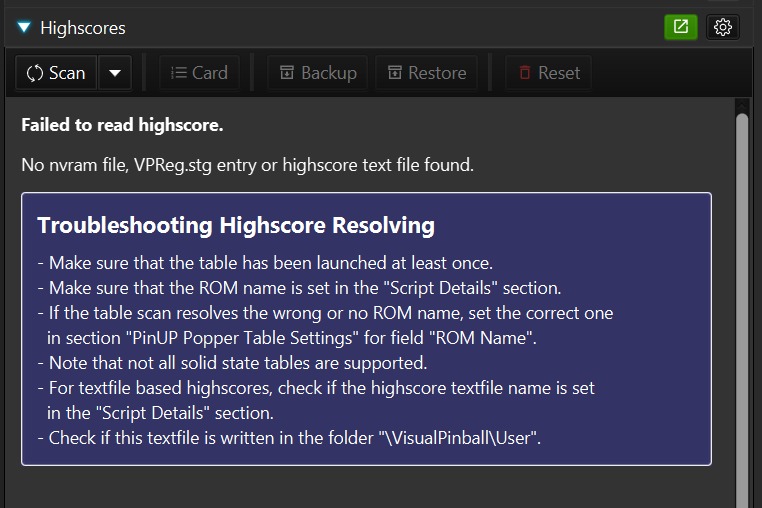 Highscores
Scan
Card
Backup
Restore
Reset
Failed to read highscore.
No nvram file, VPReg.stg entry or highscore text file found.
Troubleshooting Highscore Resolving
- Make sure that the table has been launched at least once.
- Make sure that the ROM name is set in the "Script Details" section.
- If the table scan resolves the wrong or no ROM name, set the correct one
in section "PinUP Popper Table Settings" for field "ROM Name".
- Note that not all solid state tables are supported.
- For textfile based highscores, check if the highscore textfile name is set
in the "Script Details" section.
- Check if this textfile is written in the folder "\VisualPinball\User".